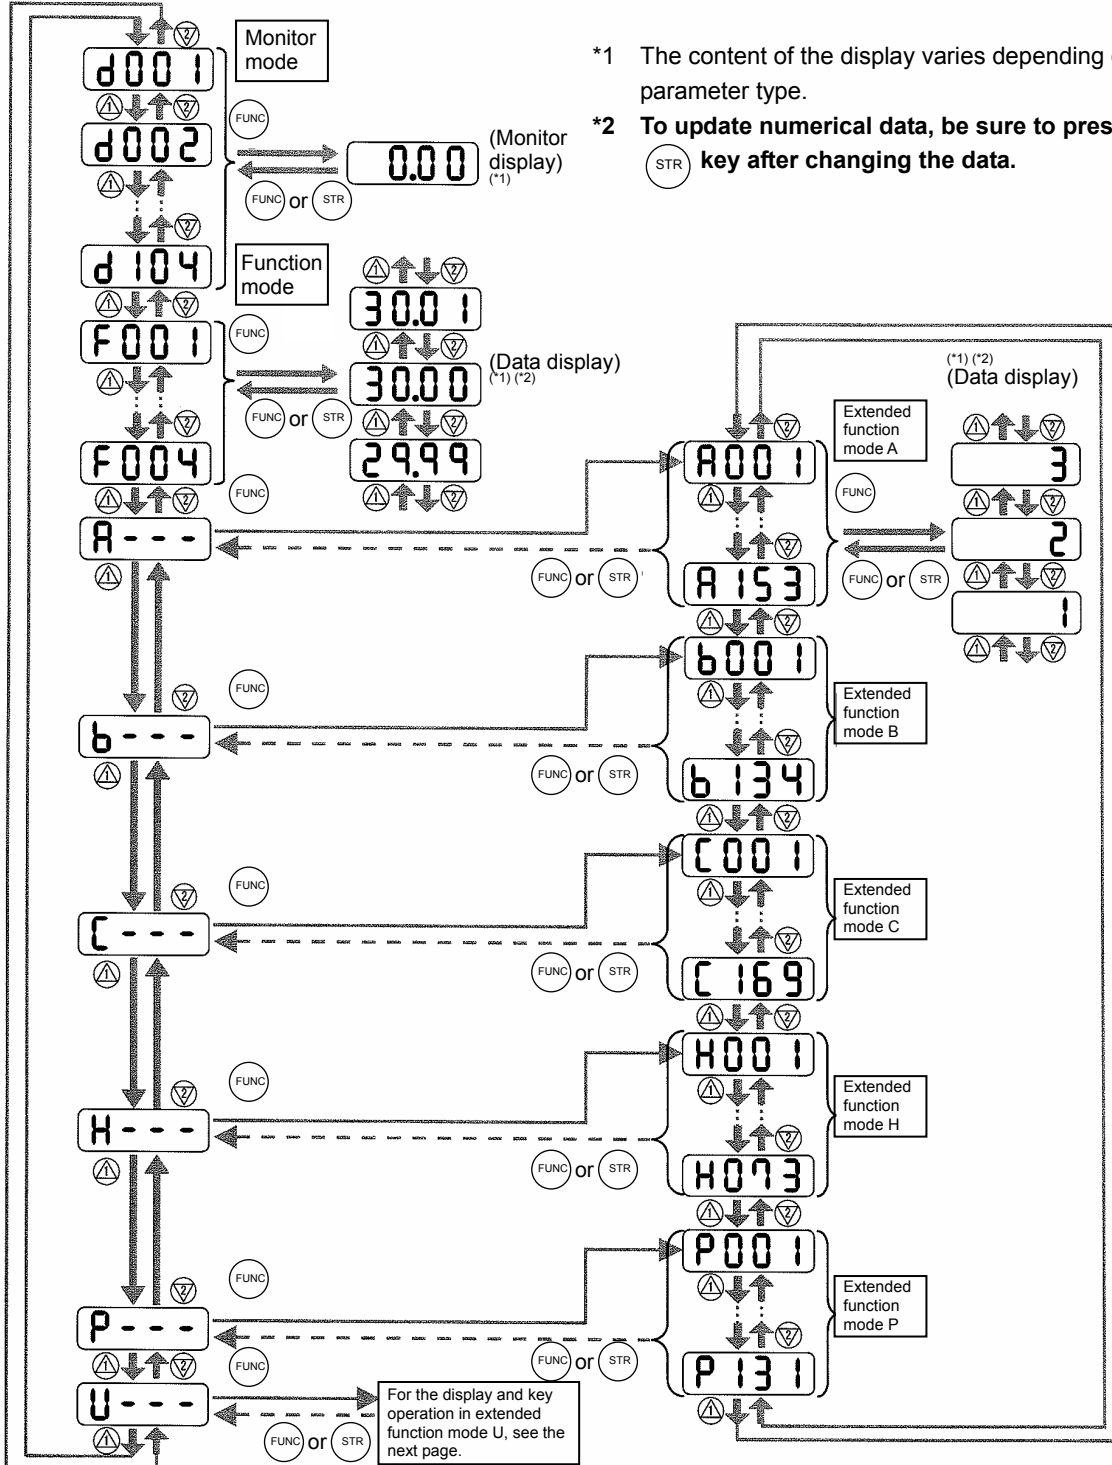 Monitor
mode
d001
*1 The content of the display varies depending
parameter type.
*2 To update numerical data, be sure to pres
STR key after changing the data.
FUNC
d002
0.00
(Monitor
display)
(*1)
FUNC or STR
d104
Function
mode
30.01
F001
FUNC
30.00
(Data display)
(*1) (*2)
FUNC or STR
F004
29.99
FUNC
A---
FUNC or STR
(*1) (*2)
(Data display)
Extended
function
mode A
A001
3
FUNC
2
FUNC or STR
A153
1
FUNC
b---
FUNC or STR
b001
Extended
function
mode B
b134
FUNC
C---
FUNC or STR
C001
Extended
function
mode C
C169
FUNC
H---
FUNC or STR
H001
Extended
function
mode H
H073
FUNC
P---
FUNC or STR
P001
Extended
function
mode P
P131
FUNC
U---
FUNC or STR
For the display and key
operation in extended
function mode U, see the
next page.
1
2